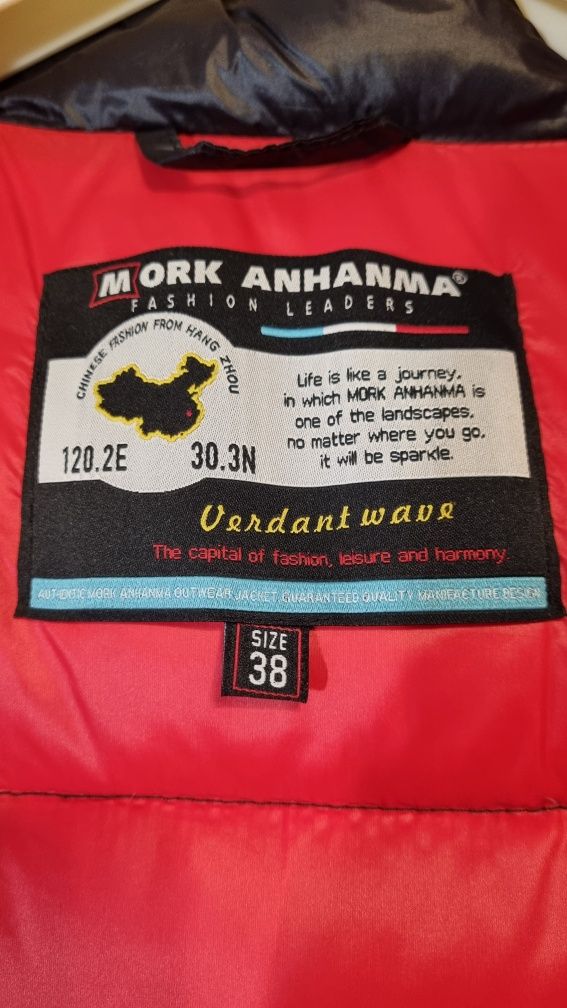 MORK ANHANMA®
FASHION LEADERS
CHINESE FASHION FROM HANG ZHOU
120.2E 30.3N
Life is like a journey,
in which MORK ANHANMA is
one of the landscapes,
no matter where you go,
it will be sparkle.
Verdant wave
The capital of fashion, leisure and harmony.
AUTHENTIC MORK ANHANMA OUTWEAR JACKET GUARANTEED QUALITY MANIFACTURE DESIGN
SIZE
38